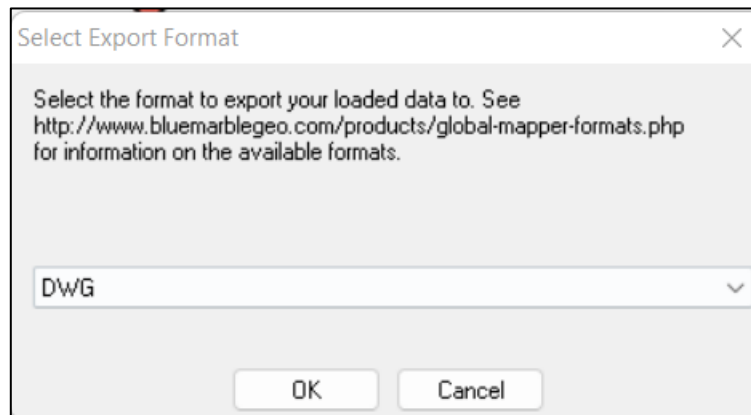 Select Export Format
Select the format to export your loaded data to. See
http://www.bluemarblegeo.com/products/global-mapper-formats.php
for information on the available formats.
DWG
OK
Cancel